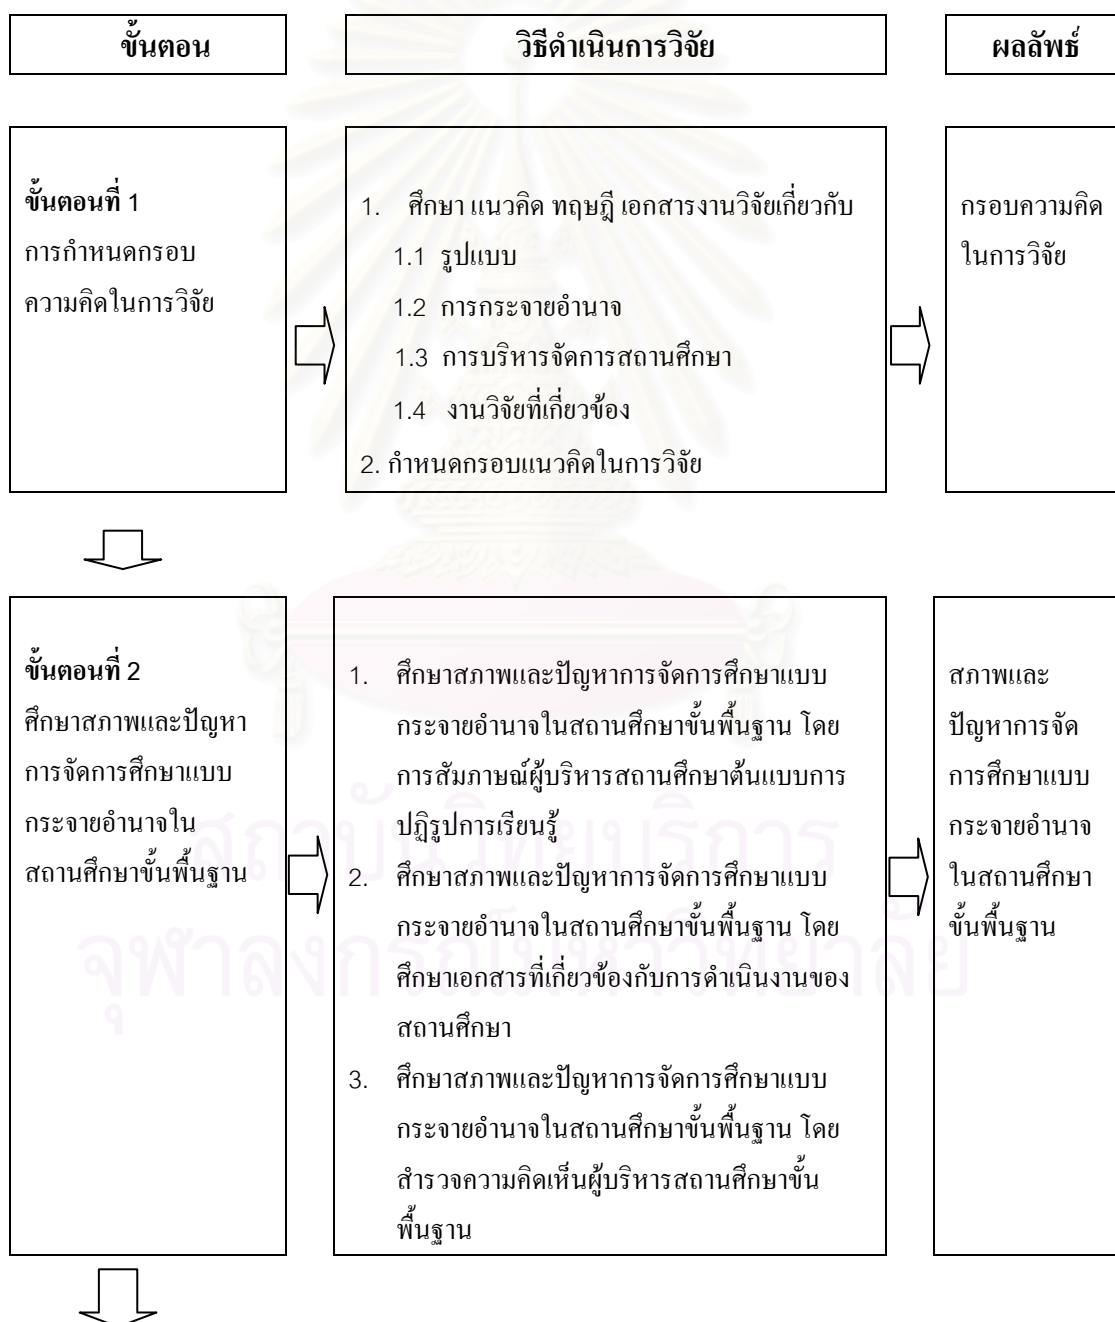 ขั้นตอน
วิธีดำเนินการวิจัย
ผลลัพธ์
ขั้นตอนที่ 1
การกำหนดกรอบ
ความคิดในการวิจัย
1. ศึกษา แนวคิด ทฤษฎี เอกสารงานวิจัยเกี่ยวกับ
1.1 รูปแบบ
1.2 การกระจายอำนาจ
1.3 การบริหารจัดการสถานศึกษา
1.4 งานวิจัยที่เกี่ยวข้อง
2. กำหนดกรอบแนวคิดในการวิจัย
กรอบความคิด
ในการวิจัย
ขั้นตอนที่ 2
ศึกษาสภาพและปัญหา
การจัดการศึกษาแบบ
กระจายอำนาจใน
สถานศึกษาขั้นพื้นฐาน
1. ศึกษาสภาพและปัญหาการจัดการศึกษาแบบ
กระจายอำนาจในสถานศึกษาขั้นพื้นฐาน โดย
การสัมภาษณ์ผู้บริหารสถานศึกษาต้นแบบการ
ปฏิรูปการเรียนรู้
2. ศึกษาสภาพและปัญหาการจัดการศึกษาแบบ
กระจายอำนาจในสถานศึกษาขั้นพื้นฐาน โดย
ศึกษาเอกสารที่เกี่ยวข้องกับการดำเนินงานของ
สถานศึกษา
3. ศึกษาสภาพและปัญหาการจัดการศึกษาแบบ
กระจายอำนาจในสถานศึกษาขั้นพื้นฐาน โดย
สำรวจความคิดเห็นผู้บริหารสถานศึกษาขั้น
พื้นฐาน
สภาพและ
ปัญหาการจัด
การศึกษาแบบ
กระจายอำนาจ
ในสถานศึกษา
ขั้นพื้นฐาน
สถาบันวิทยบริการ
จุฬาลงกรณ์มหาวิทยาลัย